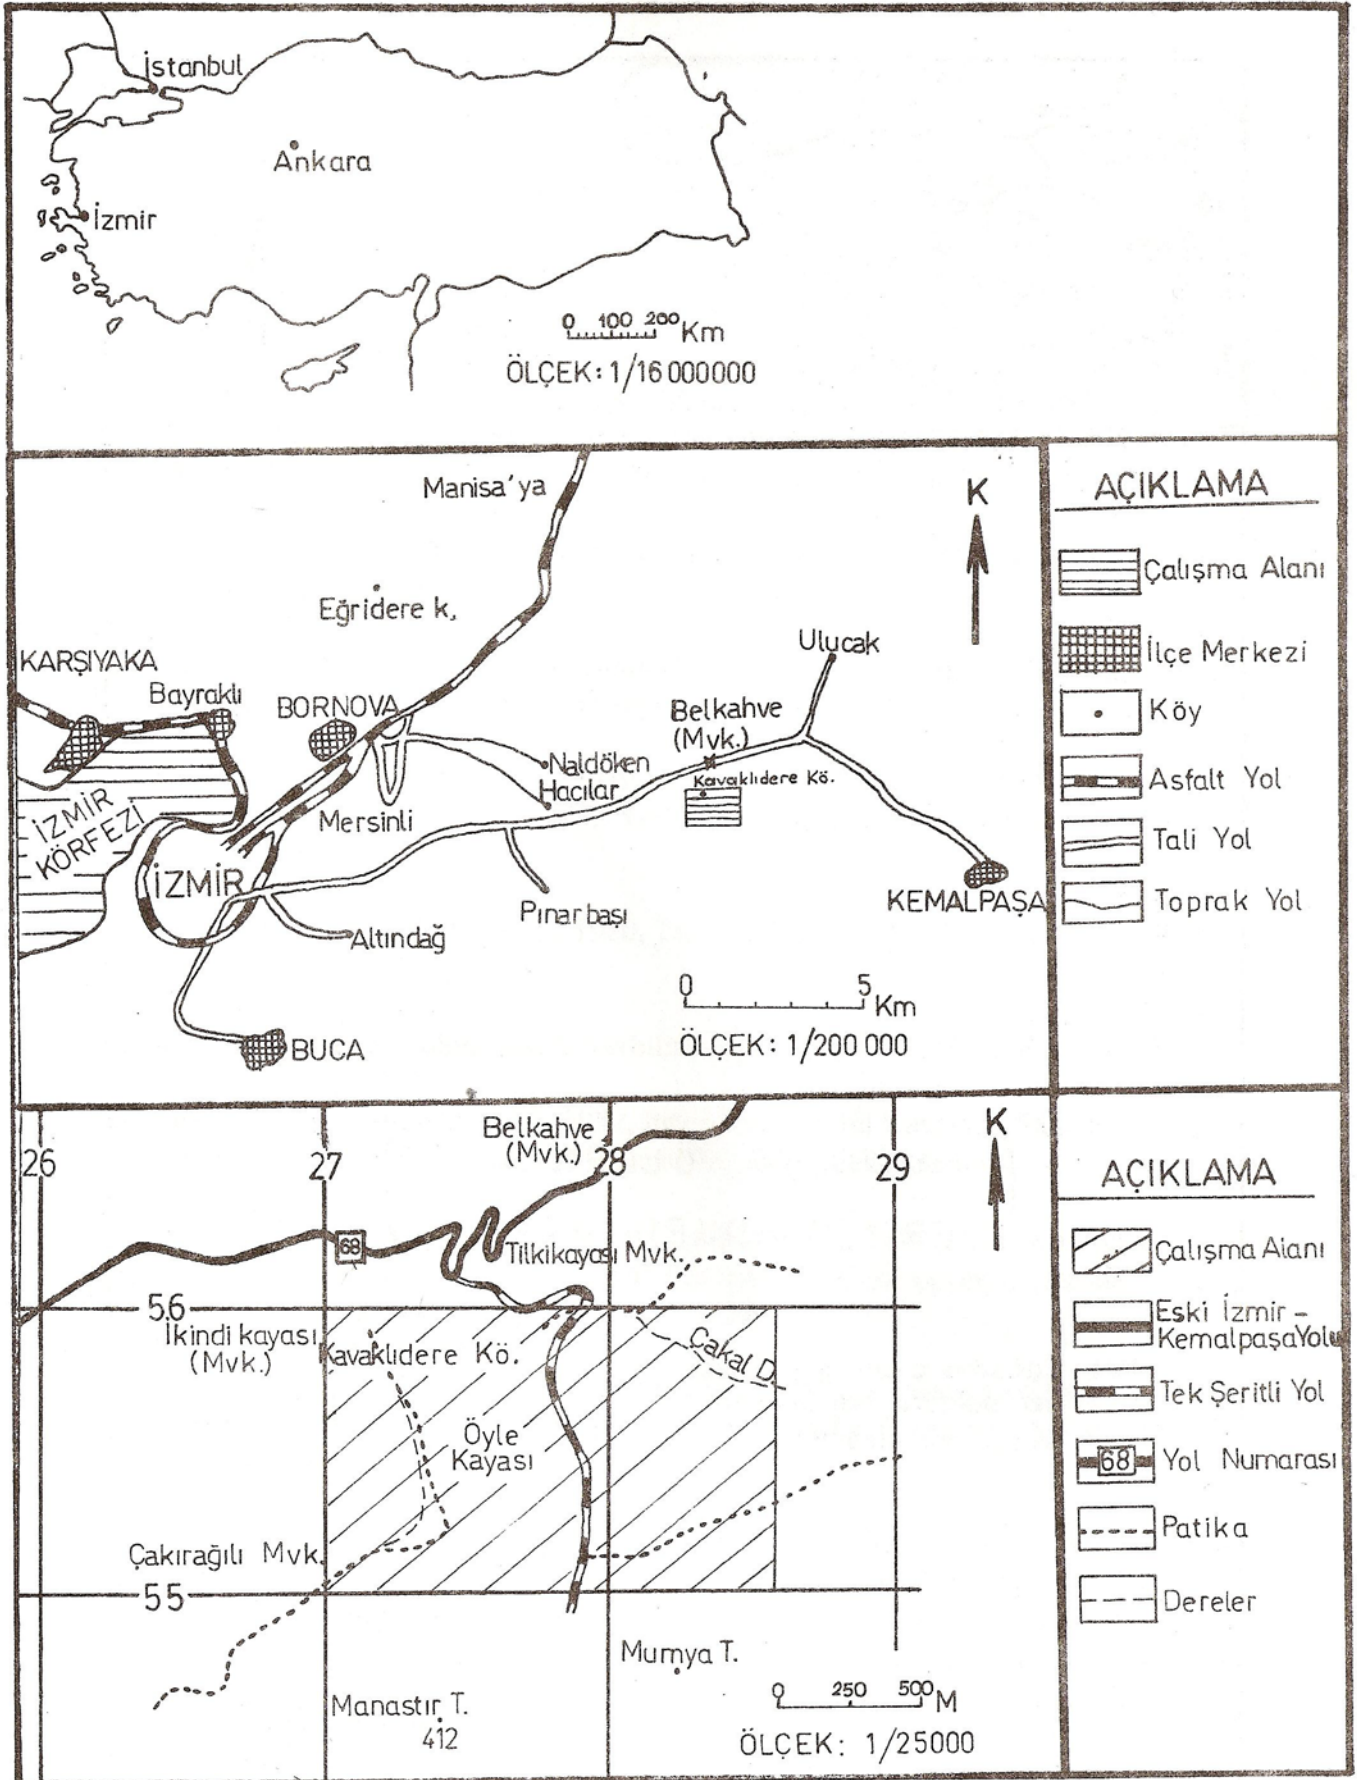 İstanbul
Ankara
İzmir
0 100 200 Km
ÖLÇEK: 1/16 000000
Manisa'ya
K
Eğridere k,
Ulucak
KARŞIYAKA
Bayraklı
BORNOVA
Belkahve
(Mvk.)
Naldöken
Kavaklıdere Kö.
Hacılar
İZMİR
KÖRFEZİ
Mersinli
İZMİR
KEMALPAŞA
Pınarbaşı
Altındağ
0 5 Km
ÖLÇEK: 1/200 000
BUCA
AÇIKLAMA
Çalışma Alanı
İlçe Merkezi
Köy
Asfalt Yol
Tali Yol
Toprak Yol
Belkahve
(Mvk.)
K
26 27 28 29
68
Tilkikayası Mvk.
56
İkindi kayası
(Mvk.)
Kavaklıdere Kö.
Çakal D.
Öyle
Kayası
Çakırağılı Mvk.
55
Mumya T.
Manastır T.
412
0 250 500 M
ÖLÇEK: 1/25000
AÇIKLAMA
Çalışma Alanı
Eski İzmir -
Kemalpaşa Yolu
Tek Şeritli Yol
68 Yol Numarası
Patika
Dereler